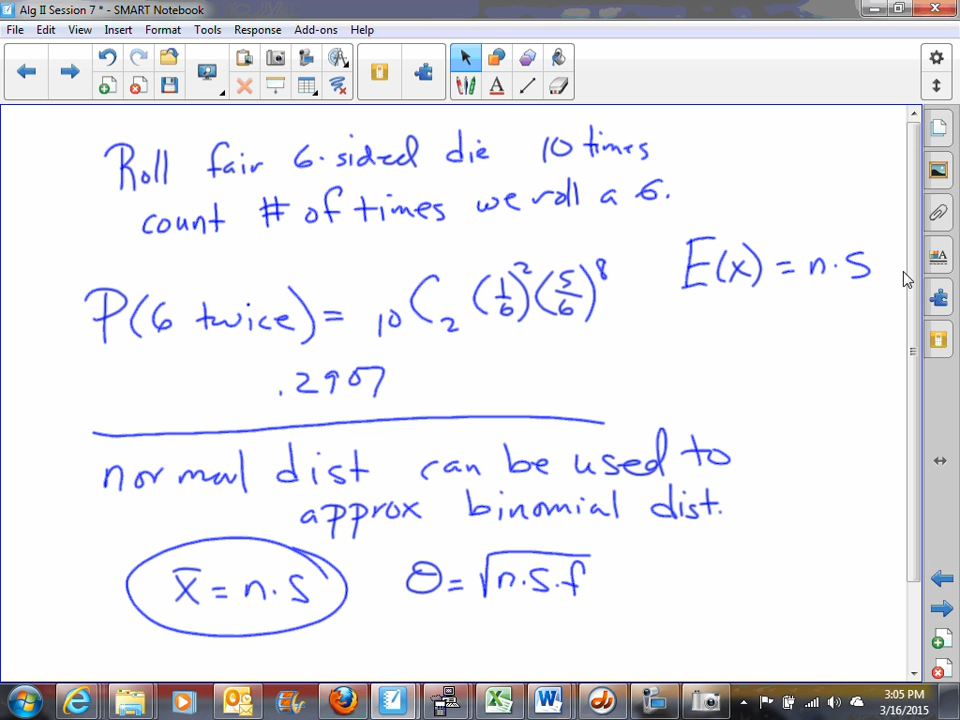 Alg II Session 7 * - SMART Notebook
File Edit View Insert Format Tools Response Add-ons Help
Roll fair 6-sided die 10 times
count # of times we roll a 6.
E(x) = n·S
P(6 twice) = ₁₀C₂ (1/6)² (5/6)⁸
.2907
normal dist can be used to
approx binomial dist.
x̄ = n·S σ = √n·S·f
3:05 PM
3/16/2015